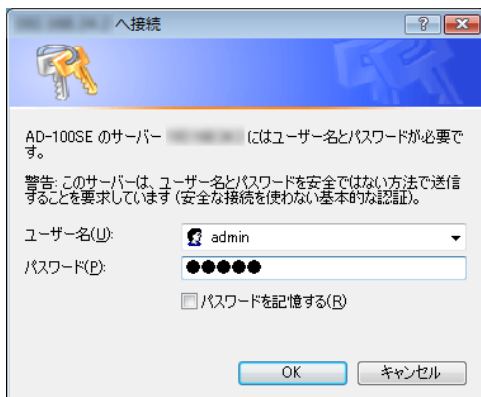 へ接続
AD-100SE のサーバー にはユーザー名とパスワードが必要で
す。
警告: このサーバーは、ユーザー名とパスワードを安全ではない方法で送信
することを要求しています (安全な接続を使わない基本的な認証)。
ユーザー名(U):
admin
パスワード(P):
●●●●●
パスワードを記憶する(R)
OK
キャンセル